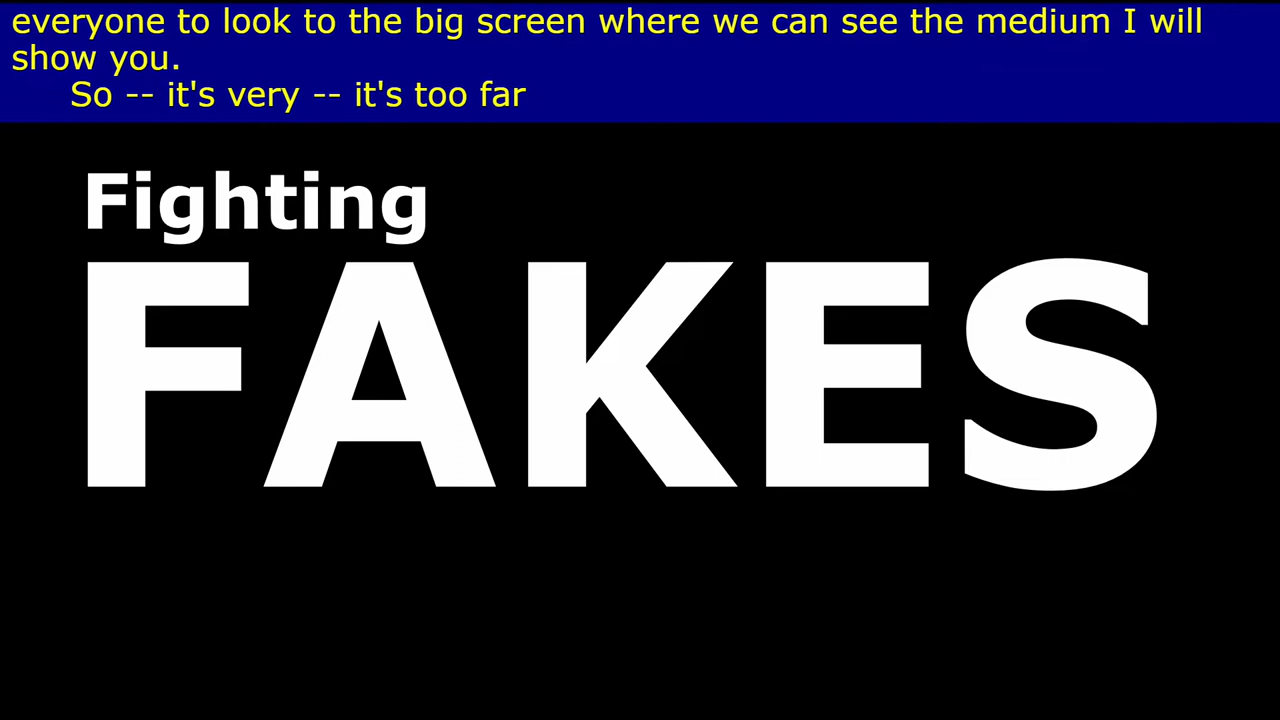 everyone to look to the big screen where we can see the medium I will
show you.
So -- it's very -- it's too far
Fighting
FAKES